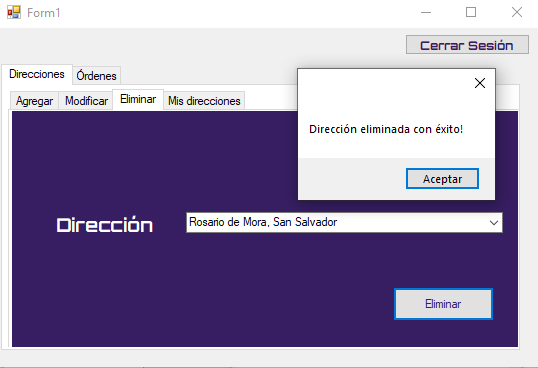 Form1
Cerrar Sesión
Direcciones Órdenes
Agregar Modificar Eliminar Mis direcciones
Dirección eliminada con éxito!
Aceptar
Dirección Rosario de Mora, San Salvador
Eliminar